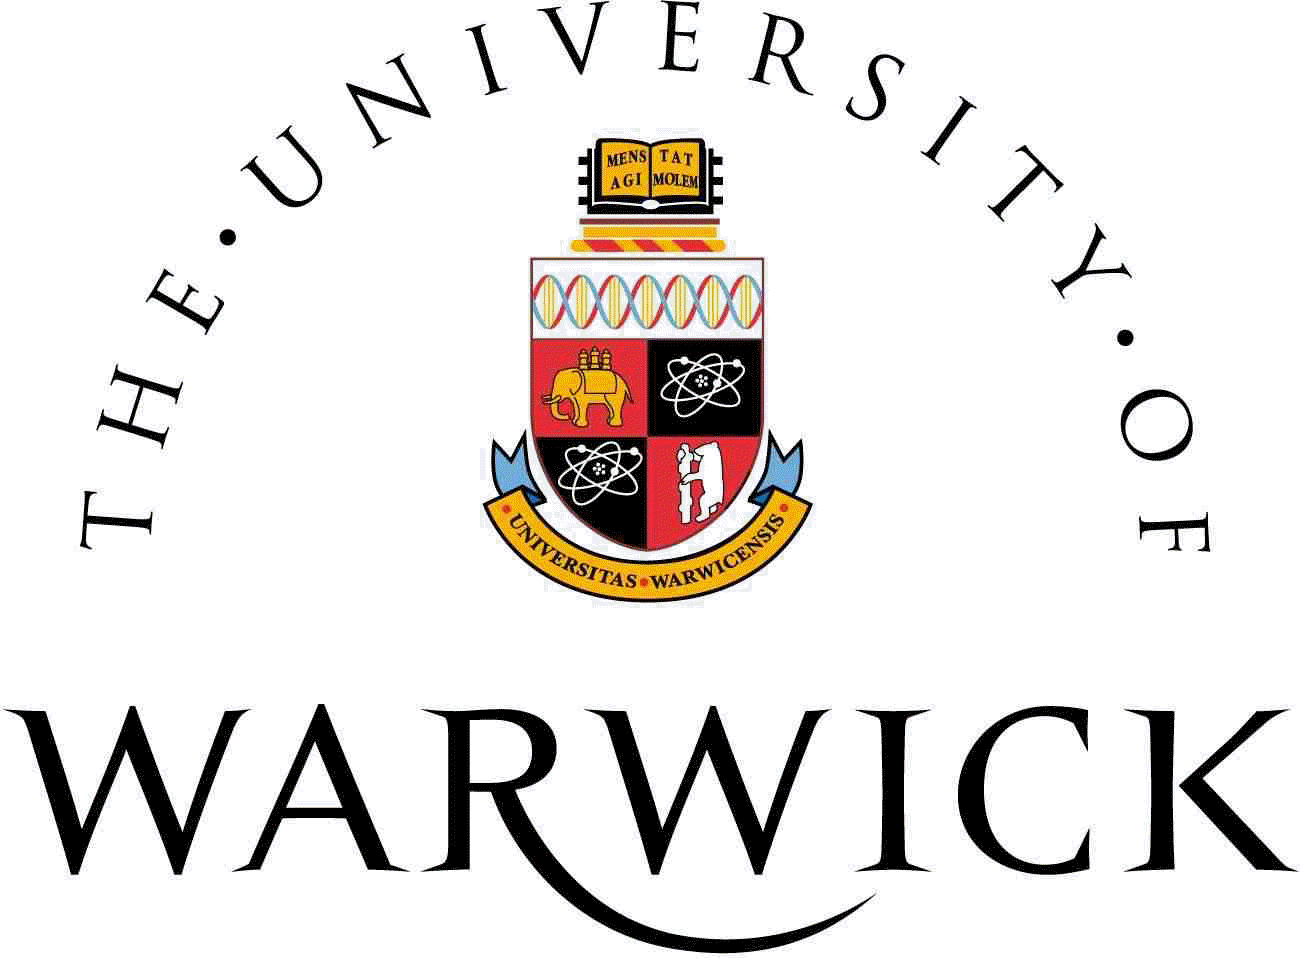 THE·UNIVERSITY·OF
MENS TAT
AGI MOLEM
UNIVERSITAS•WARWICENSIS
WARWICK